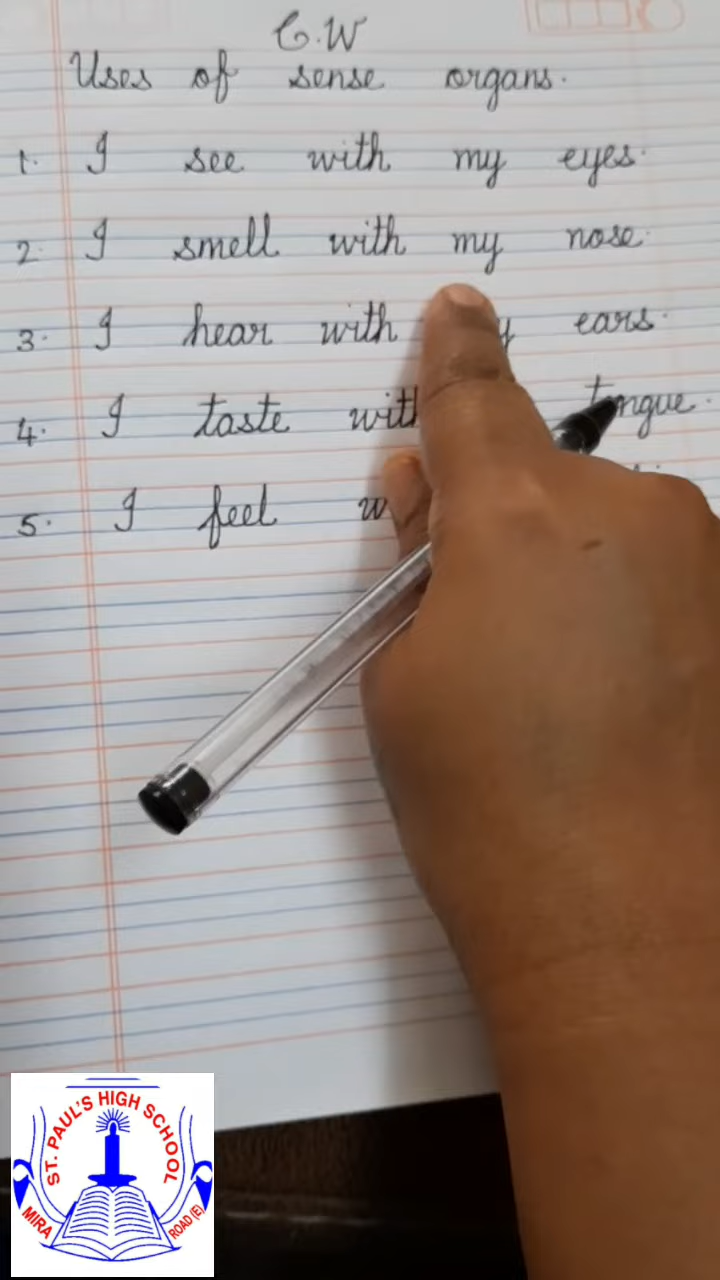 C.W
Uses of sense organs.
1. I see with my eyes.
2. I smell with my nose.
3. I hear with ears.
4. I taste tongue.
5. I feel
ST. PAUL'S HIGH SCHOOL
MIRA ROAD (E)